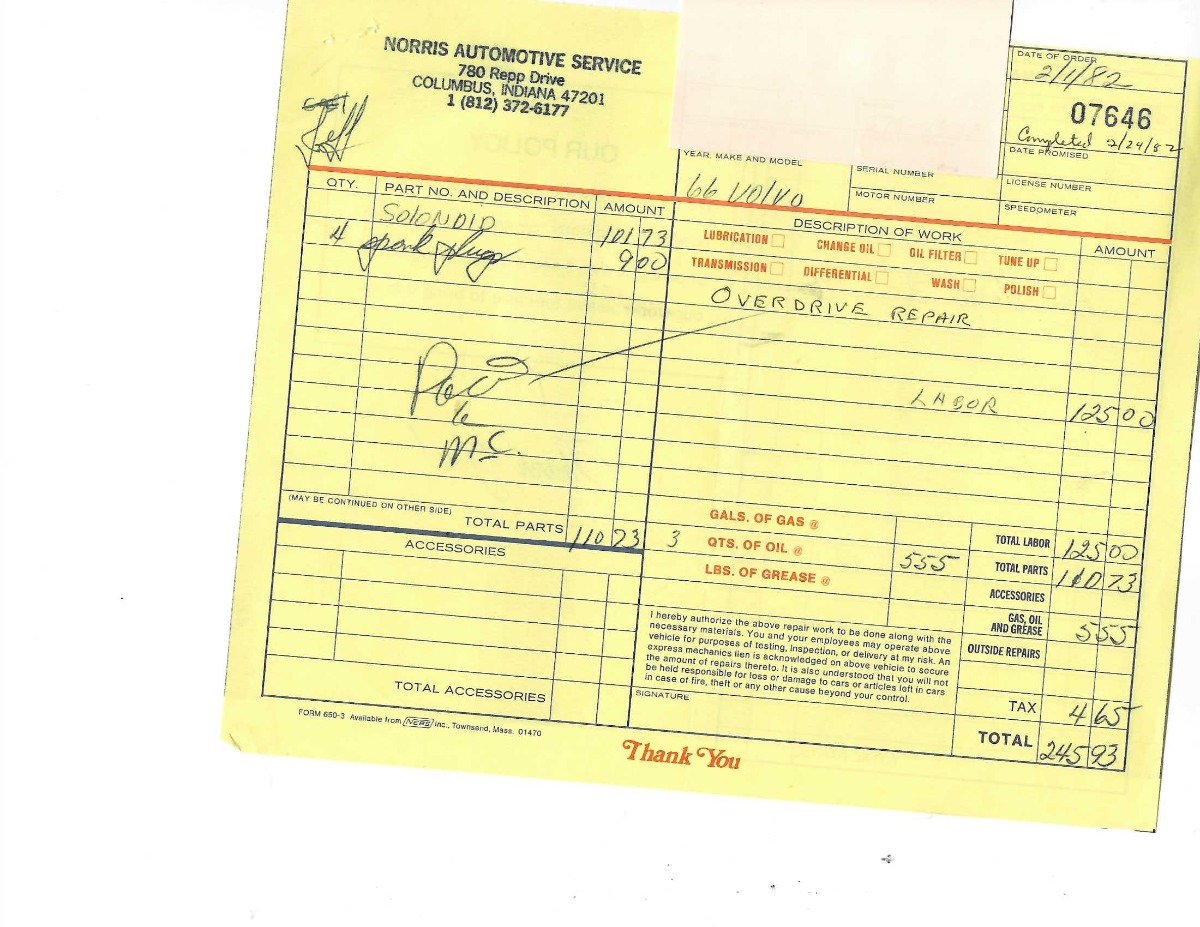 NORRIS AUTOMOTIVE SERVICE
780 Repp Drive
COLUMBUS, INDIANA 47201
1 (812) 372-6177
Jeff
DATE OF ORDER
2/1/82
07646
Completed 2/24/82
DATE PROMISED
YEAR, MAKE AND MODEL
66 VOLVO
SERIAL NUMBER
LICENSE NUMBER
MOTOR NUMBER
SPEEDOMETER
QTY. PART NO. AND DESCRIPTION AMOUNT
SOLONDID 101 73
4 spark plugs 9 00
DESCRIPTION OF WORK AMOUNT
LUBRICATION CHANGE OIL OIL FILTER TUNE UP
TRANSMISSION DIFFERENTIAL WASH POLISH
OVERDRIVE REPAIR
LABOR 125 00
(MAY BE CONTINUED ON OTHER SIDE)
TOTAL PARTS 110 73
ACCESSORIES
TOTAL ACCESSORIES
GALS. OF GAS @
3 QTS. OF OIL @ 5 55
LBS. OF GREASE @
TOTAL LABOR 125 00
TOTAL PARTS 110 73
ACCESSORIES
GAS, OIL
AND GREASE 5 55
OUTSIDE REPAIRS
TAX 4 65
TOTAL 245 93
I hereby authorize the above repair work to be done along with the
necessary materials. You and your employees may operate above
vehicle for purposes of testing, inspection, or delivery at my risk. An
express mechanics lien is acknowledged on above vehicle to secure
the amount of repairs thereto. It is also understood that you will not
be held responsible for loss or damage to cars or articles left in cars
in case of fire, theft or any other cause beyond your control.
SIGNATURE
FORM 650-3 Available from NEBS Inc., Townsend, Mass. 01470
Thank You